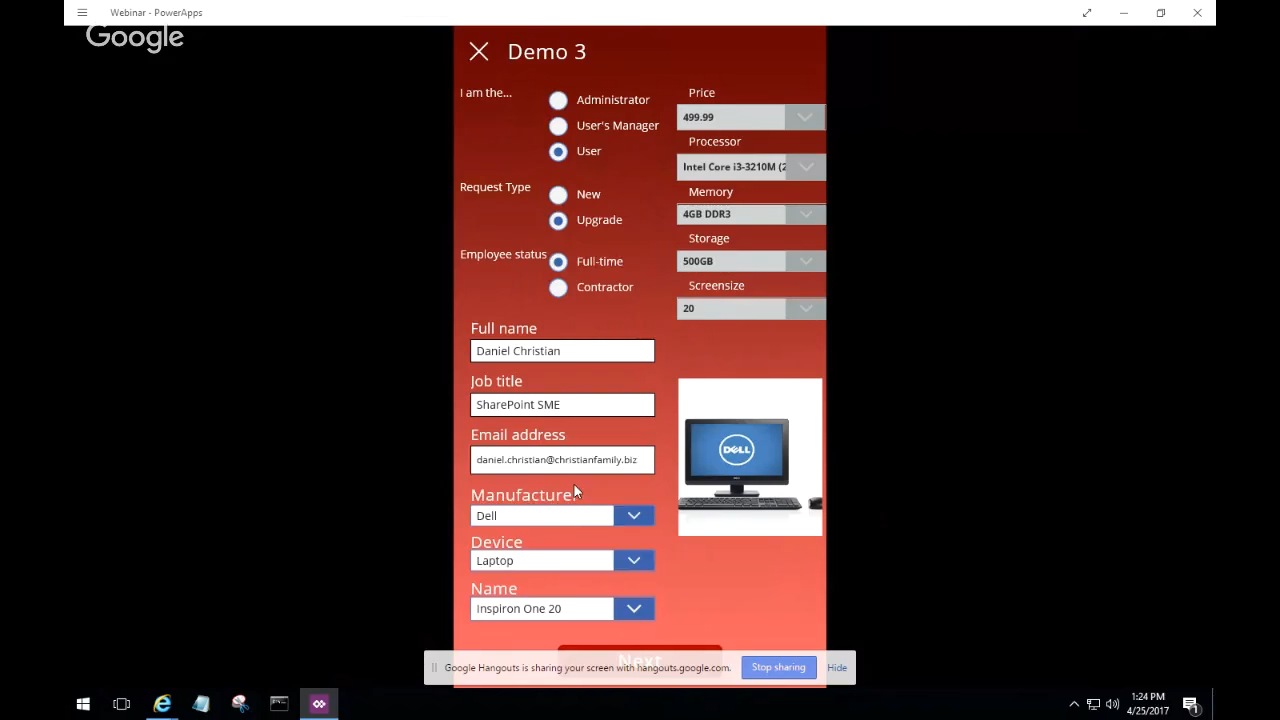 Webinar - PowerApps
Google
Demo 3
I am the...
Administrator
User's Manager
User
Request Type
New
Upgrade
Employee status
Full-time
Contractor
Price
499.99
Processor
Intel Core i3-3210M (2
Memory
4GB DDR3
Storage
500GB
Screensize
20
Full name
Daniel Christian
Job title
SharePoint SME
Email address
daniel.christian@christianfamily.biz
Manufacturer
Dell
Device
Laptop
Name
Inspiron One 20
DELL
Next
Google Hangouts is sharing your screen with hangouts.google.com.
Stop sharing
Hide
1:24 PM
4/25/2017
1